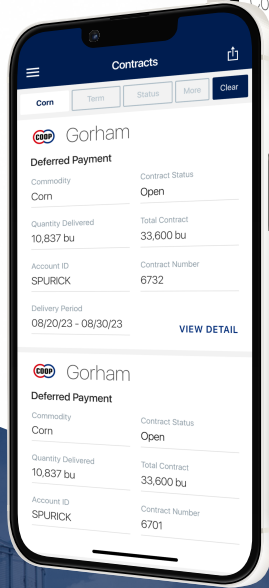 Co
Contracts
Corn Term Status More Clear
COOP Gorham
Deferred Payment
Commodity Contract Status
Corn Open
Quantity Delivered Total Contract
10,837 bu 33,600 bu
Account ID Contract Number
SPURICK 6732
Delivery Period
08/20/23 - 08/30/23 VIEW DETAIL
COOP Gorham
Deferred Payment
Commodity Contract Status
Corn Open
Quantity Delivered Total Contract
10,837 bu 33,600 bu
Account ID Contract Number
SPURICK 6701